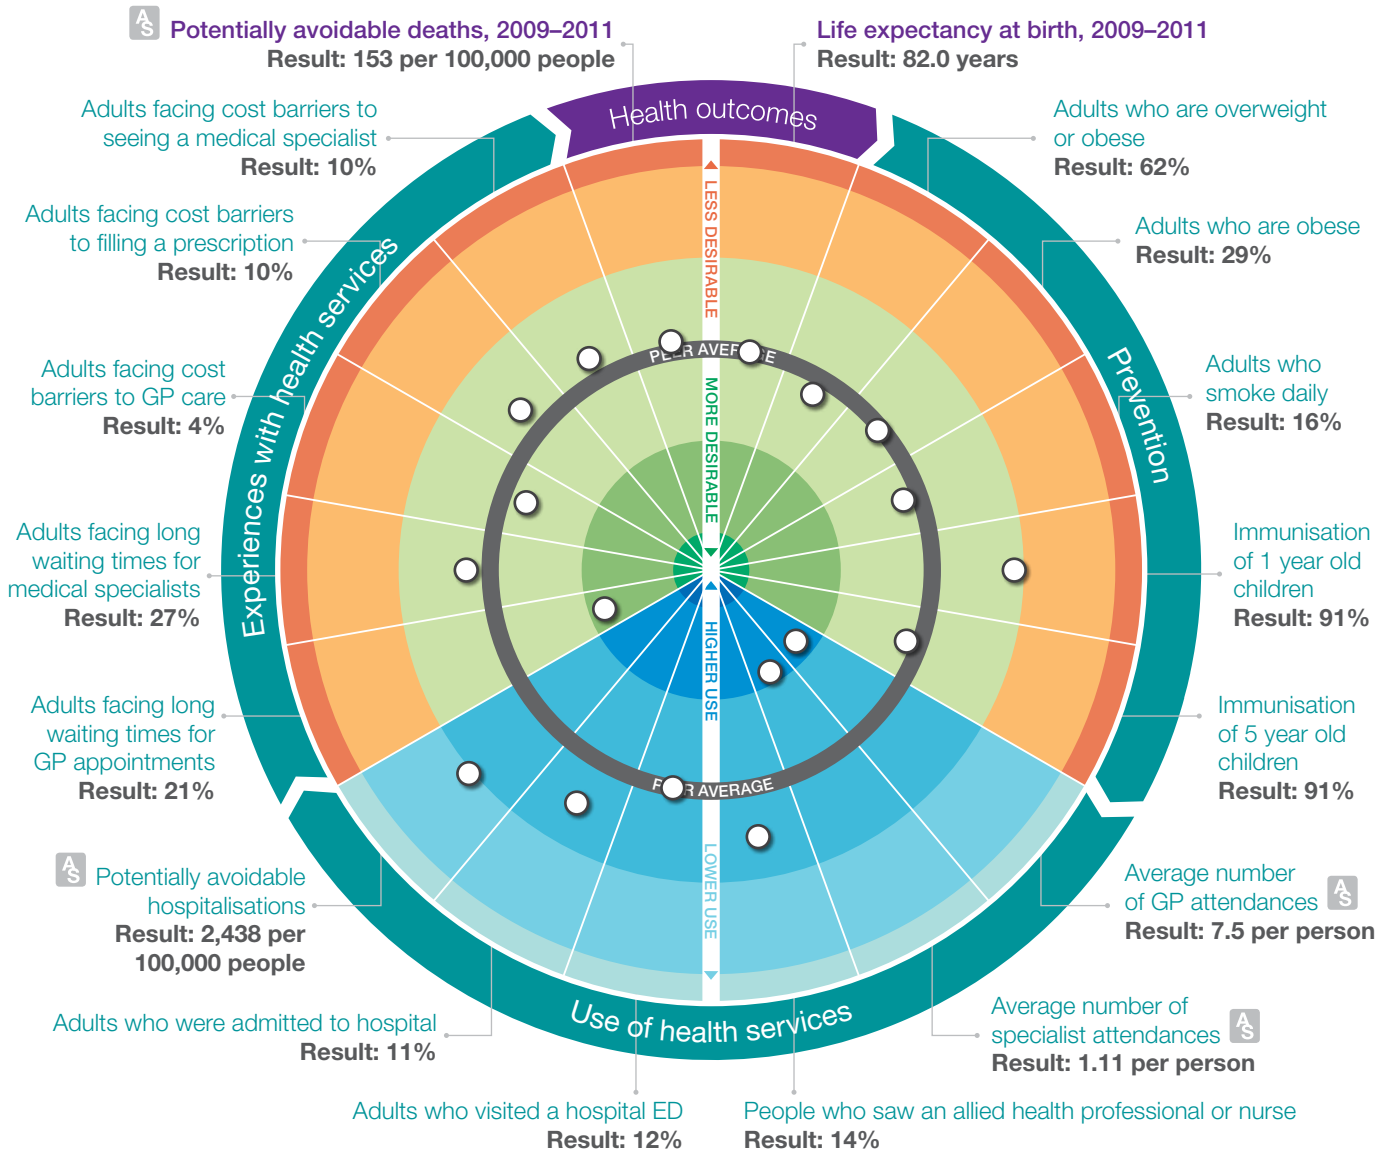 AS Potentially avoidable deaths, 2009–2011
Result: 153 per 100,000 people
Life expectancy at birth, 2009–2011
Result: 82.0 years
Health outcomes
Adults facing cost barriers to
seeing a medical specialist
Result: 10%
Adults who are overweight
or obese
Result: 62%
Adults facing cost barriers
to filling a prescription
Result: 10%
Adults who are obese
Result: 29%
Adults facing cost
barriers to GP care
Result: 4%
Adults who
smoke daily
Result: 16%
Experiences with health services
Prevention
LESS DESIRABLE
PEER AVERAGE
MORE DESIRABLE
HIGHER USE
PEER AVERAGE
LOWER USE
Adults facing long
waiting times for
medical specialists
Result: 27%
Immunisation
of 1 year old
children
Result: 91%
Adults facing long
waiting times for
GP appointments
Result: 21%
Immunisation
of 5 year old
children
Result: 91%
AS Potentially avoidable
hospitalisations
Result: 2,438 per
100,000 people
Average number
of GP attendances AS
Result: 7.5 per person
Use of health services
Adults who were admitted to hospital
Result: 11%
Average number of
specialist attendances AS
Result: 1.11 per person
Adults who visited a hospital ED
Result: 12%
People who saw an allied health professional or nurse
Result: 14%